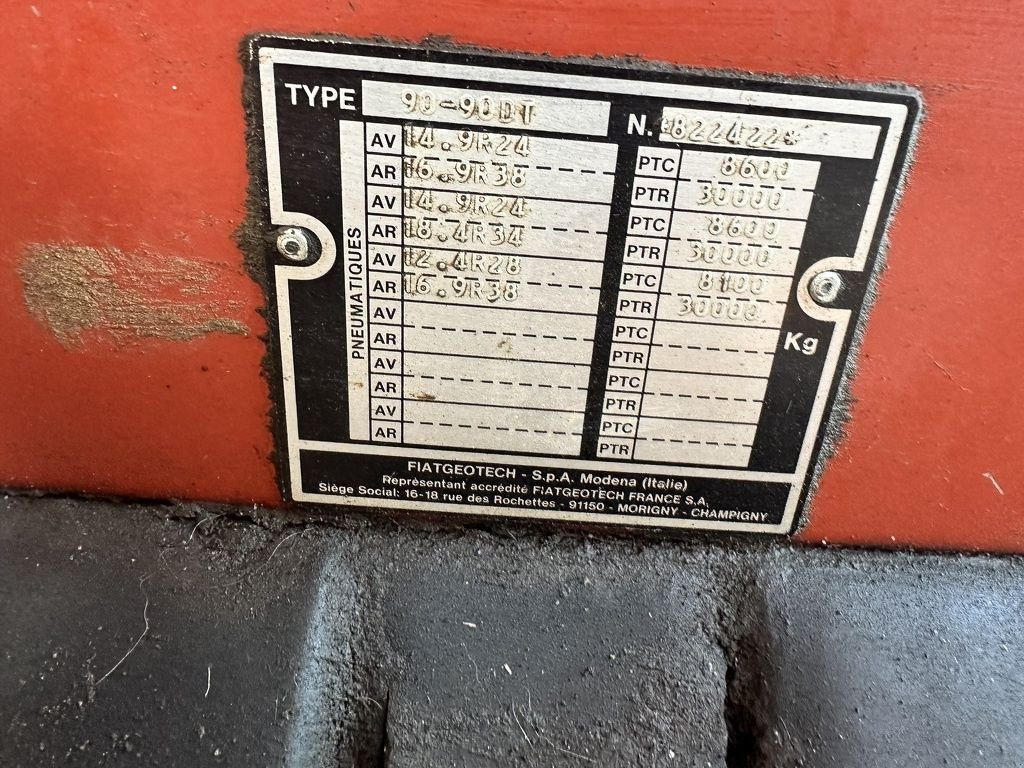 TYPE 90-90DT N. *822422*
PNEUMATIQUES
AV 14.9R24 PTC 8600
AR 16.9R38 PTR 30000
AV 14.9R24 PTC 8600
AR 18.4R34 PTR 30000
AV 12.4R28 PTC 8100
AR 16.9R38 PTR 30000
AV PTC
AR PTR
AV PTC
AR PTR
AV PTC
AR PTR
Kg
FIATGEOTECH - S.p.A. Modena (Italie)
Représentant accrédité FIATGEOTECH FRANCE S.A.
Siège Social: 16-18 rue des Rochettes - 91150 - MORIGNY - CHAMPIGNY